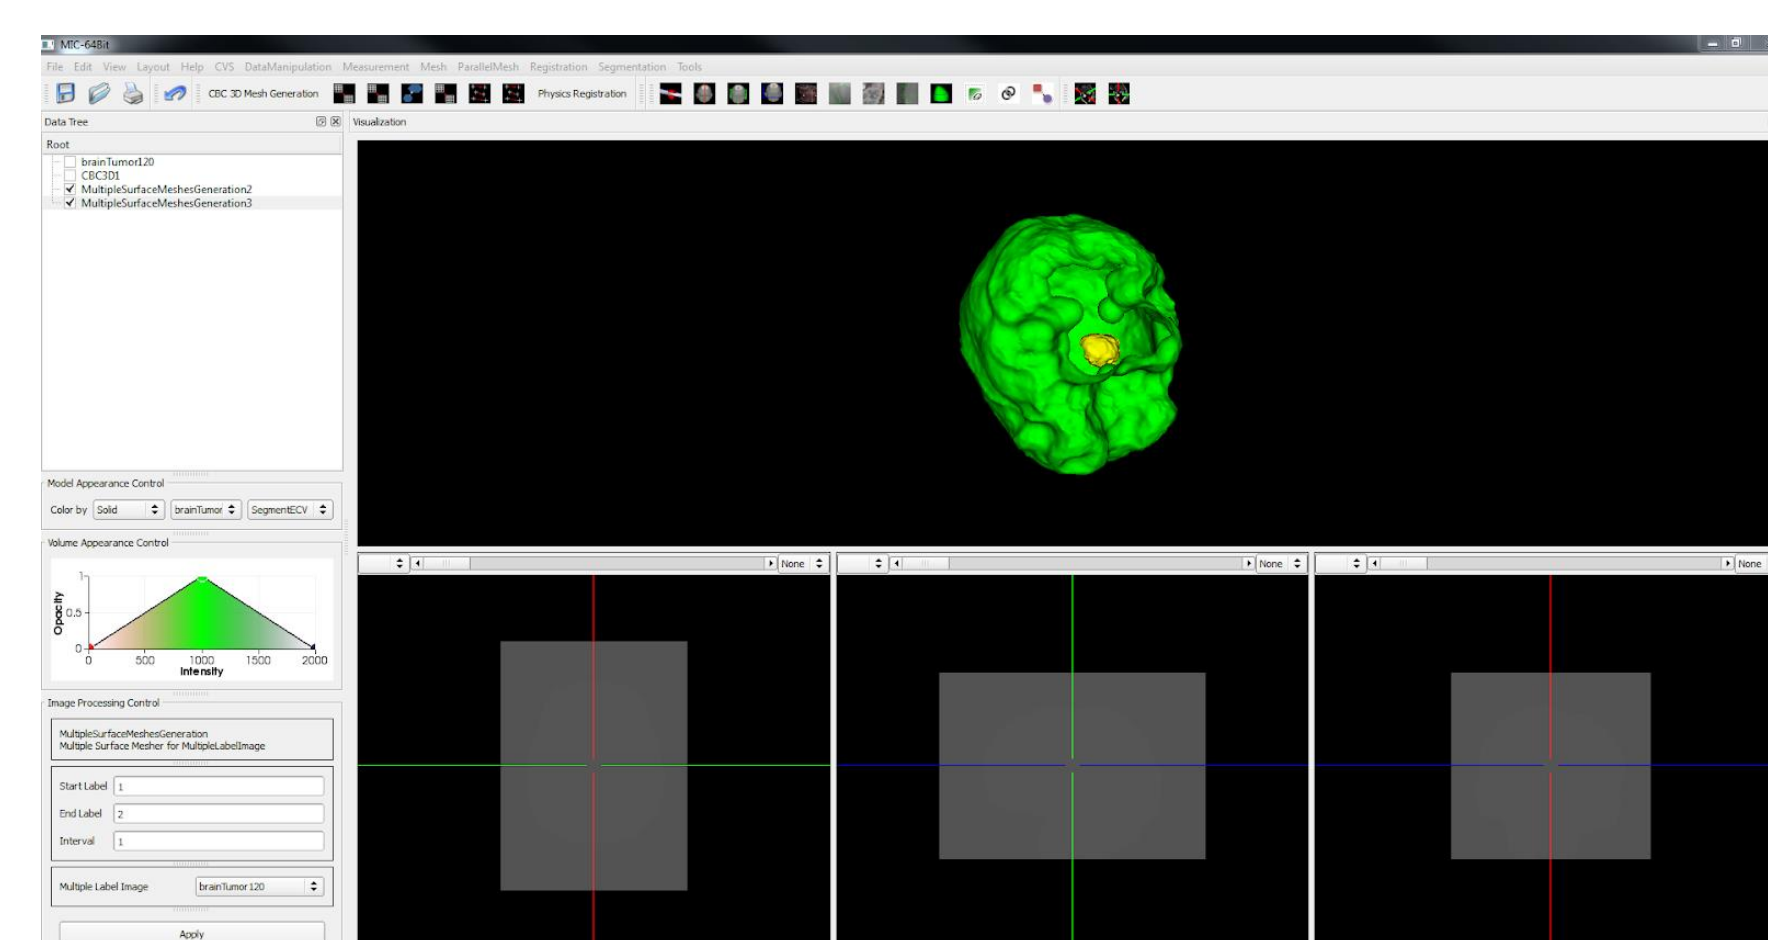 MIC-64Bit
File Edit View Layout Help CVS DataManipulation Measurement Mesh ParallelMesh Registration Segmentation Tools
CBC 3D Mesh Generation Physics Registration
Data Tree
Visualization
Root
brainTumor120
CBC3D1
MultipleSurfaceMeshesGeneration2
MultipleSurfaceMeshesGeneration3
Model Appearance Control
Color by Solid brainTumor SegmentECV
Volume Appearance Control
1
0.5
0
Opacity
0 500 1000 1500 2000
Intensity
None None None
Image Processing Control
MultipleSurfaceMeshesGeneration
Multiple Surface Mesher for MultipleLabelImage
Start Label 1
End Label 2
Interval 1
Multiple Label Image brainTumor120
Apply